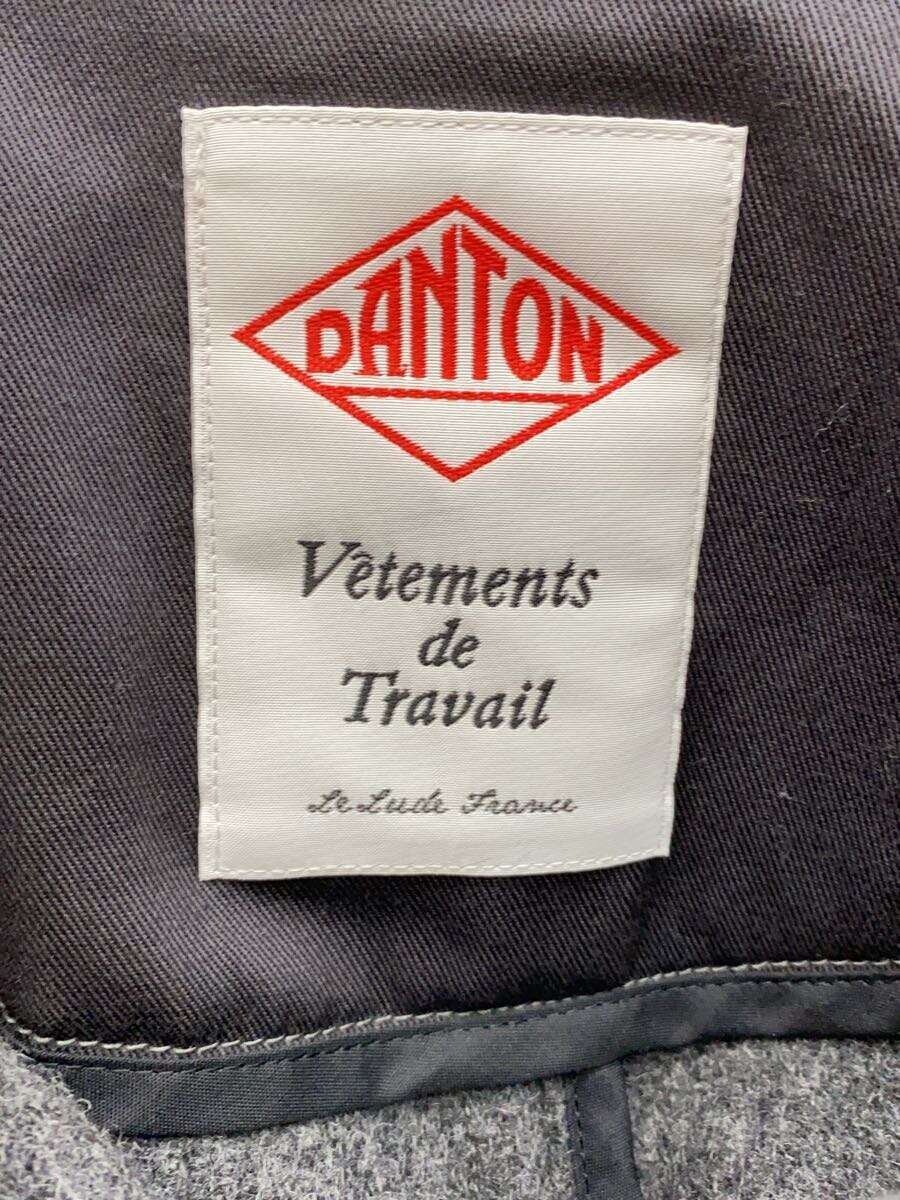 DANTON
Vêtements
de
Travail
Le Lude France